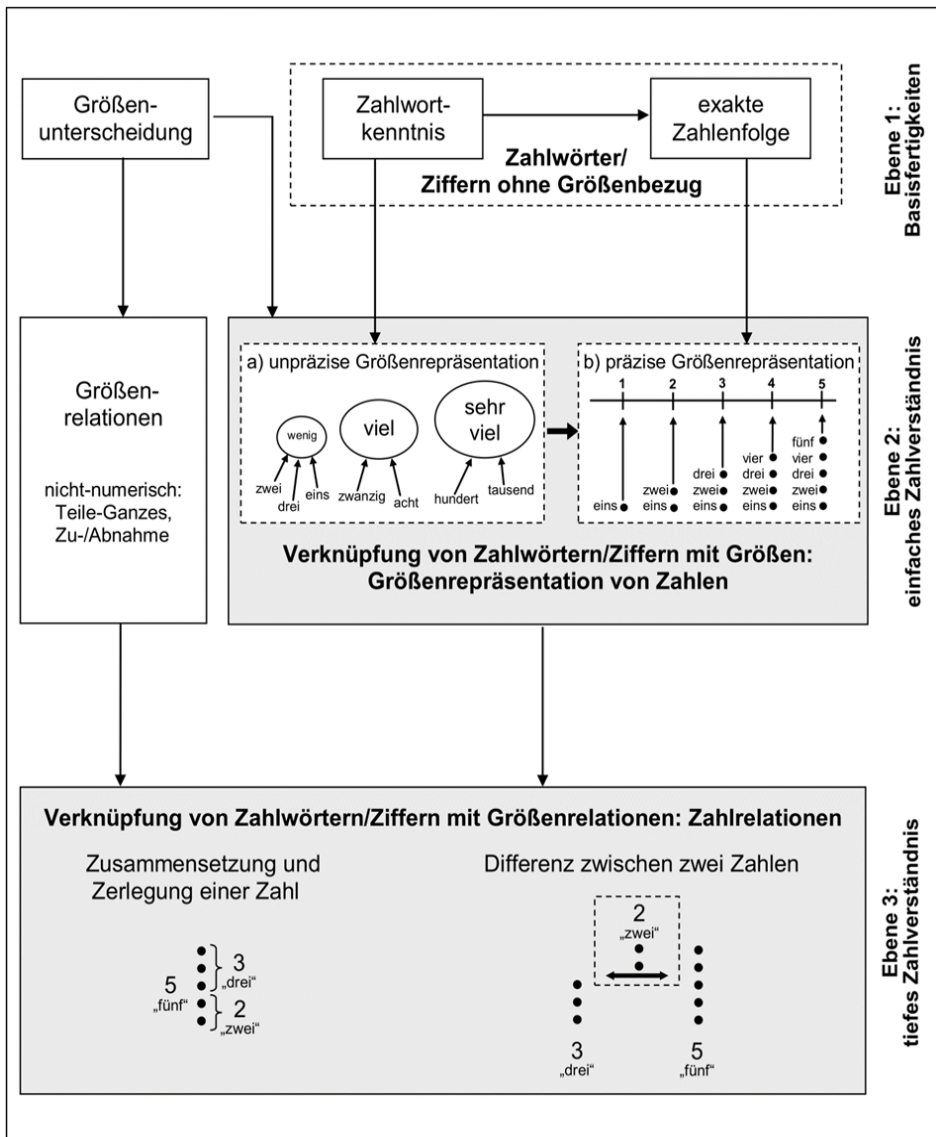 Größen-
unterscheidung
Zahlwort-
kenntnis
exakte
Zahlenfolge
Zahlwörter/
Ziffern ohne Größenbezug
Ebene 1:
Basisfertigkeiten
Größen-
relationen
nicht-numerisch:
Teile-Ganzes,
Zu-/Abnahme
a) unpräzise Größenrepräsentation
wenig
viel
sehr
viel
zwei
drei
eins
zwanzig
acht
hundert
tausend
b) präzise Größenrepräsentation
1 2 3 4 5
fünf
vier vier
drei drei drei
zwei zwei zwei zwei
eins eins eins eins eins
Verknüpfung von Zahlwörtern/Ziffern mit Größen:
Größenrepräsentation von Zahlen
Ebene 2:
einfaches Zahlverständnis
Verknüpfung von Zahlwörtern/Ziffern mit Größenrelationen: Zahlrelationen
Zusammensetzung und
Zerlegung einer Zahl
5
„fünf“
3
„drei“
2
„zwei“
Differenz zwischen zwei Zahlen
2
„zwei“
3
„drei“
5
„fünf“
Ebene 3:
tiefes Zahlverständnis